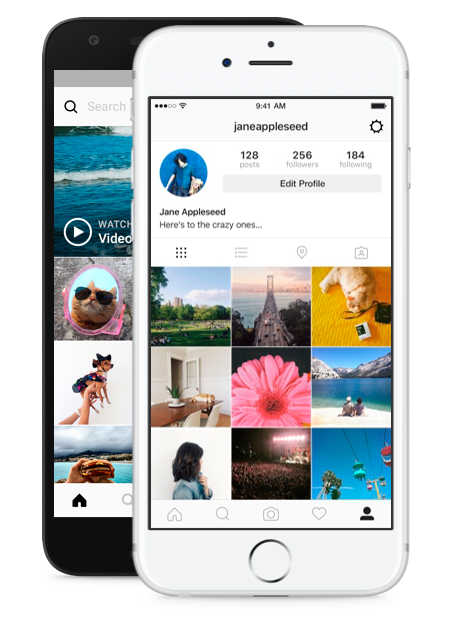 Search
WATCH
Video
9:41 AM
janeappleseed
128
256
184
posts
followers
following
Edit Profile
Jane Appleseed
Here's to the crazy ones...